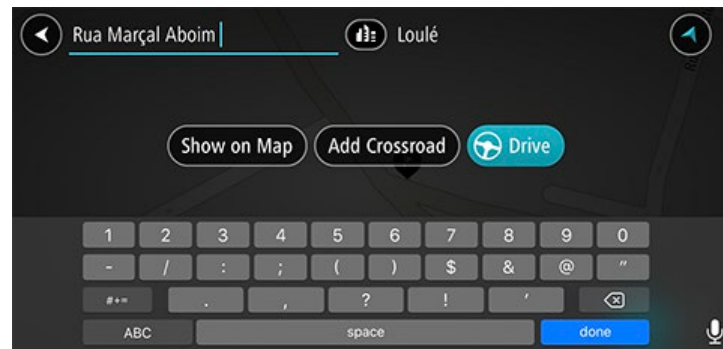 Rua Marçal Aboim Loulé
Show on Map Add Crossroad Drive
1 2 3 4 5 6 7 8 9 0
- / : ; ( ) $ & @ "
#+= . , ? ! '
ABC space done